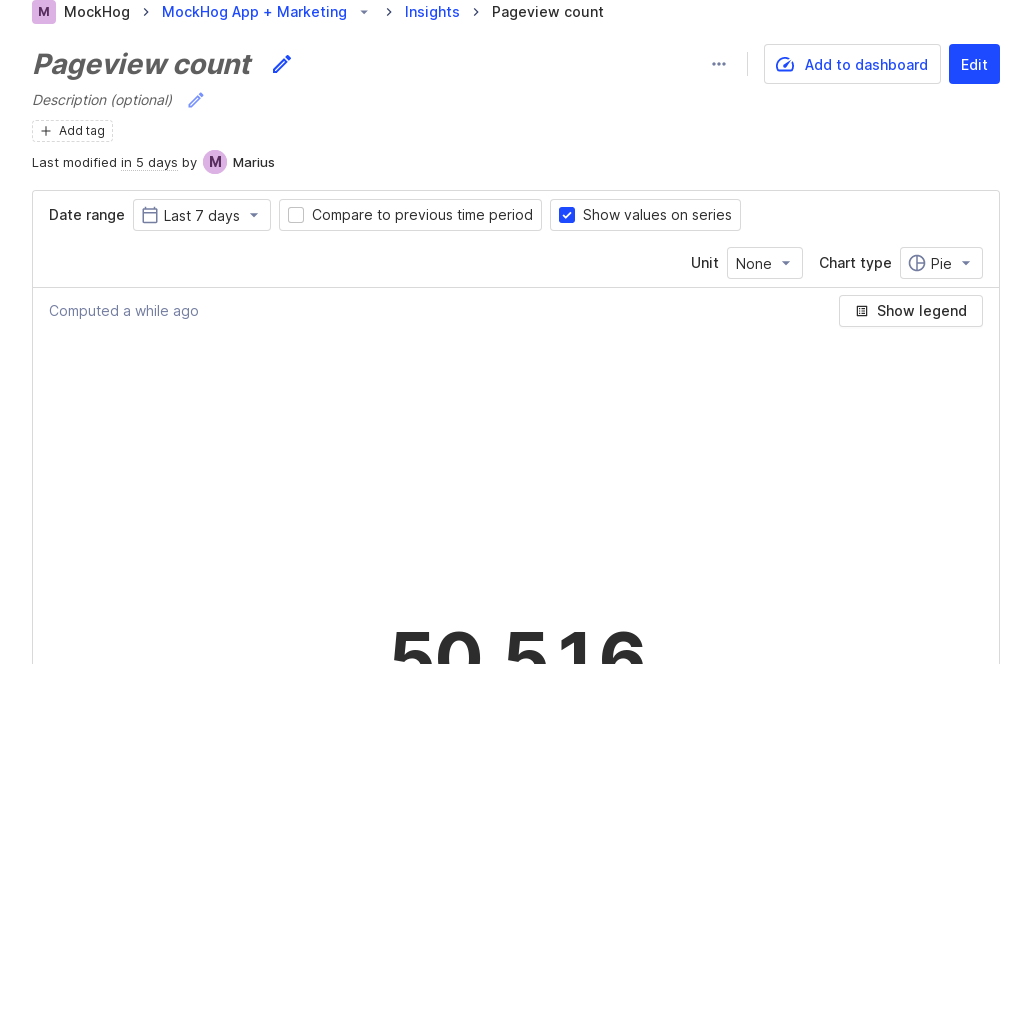 M MockHog MockHog App + Marketing Insights Pageview count
Pageview count
Add to dashboard Edit
Description (optional)
Add tag
Last modified in 5 days by M Marius
Date range Last 7 days Compare to previous time period Show values on series
Unit None Chart type Pie
Computed a while ago Show legend
50,516